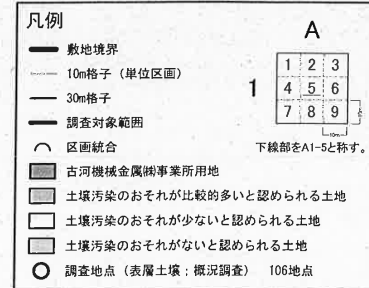 凡例
敷地境界
10m格子（単位区画）
30m格子
調査対象範囲
区画統合
古河機械金属㈱事業所用地
土壌汚染のおそれが比較的多いと認められる土地
土壌汚染のおそれが少ないと認められる土地
土壌汚染のおそれがないと認められる土地
調査地点（表層土壌；概況調査） 106地点
A
1
1 2 3
4 5 6
7 8 9
10m
下線部をA1-5と称す。